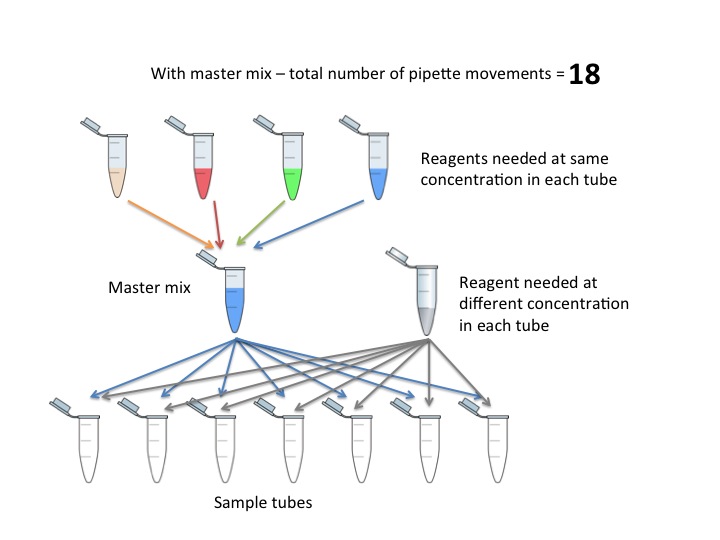 With master mix – total number of pipette movements = 18
Reagents needed at same
concentration in each tube
Master mix
Reagent needed at
different concentration
in each tube
Sample tubes